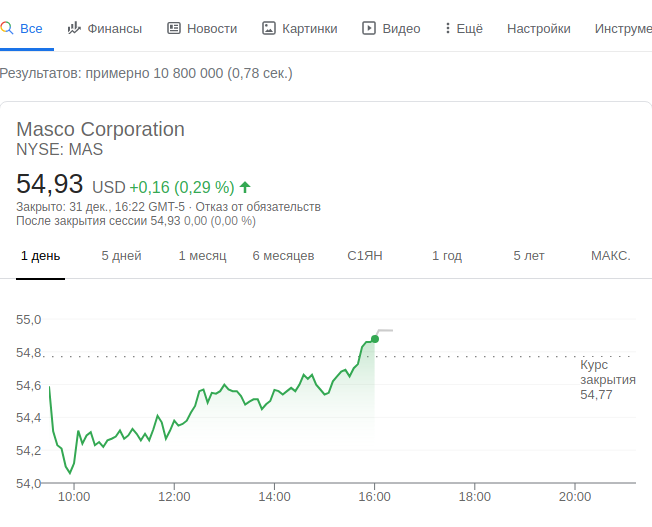 Все Финансы Новости Картинки Видео Ещё Настройки Инструме
Результатов: примерно 10 800 000 (0,78 сек.)
Masco Corporation
NYSE: MAS
54,93 USD +0,16 (0,29 %)
Закрыто: 31 дек., 16:22 GMT-5 · Отказ от обязательств
После закрытия сессии 54,93 0,00 (0,00 %)
1 день 5 дней 1 месяц 6 месяцев С1ЯН 1 год 5 лет МАКС.
55,0
54,8
Курс
закрытия
54,77
54,6
54,4
54,2
54,0
10:00 12:00 14:00 16:00 18:00 20:00